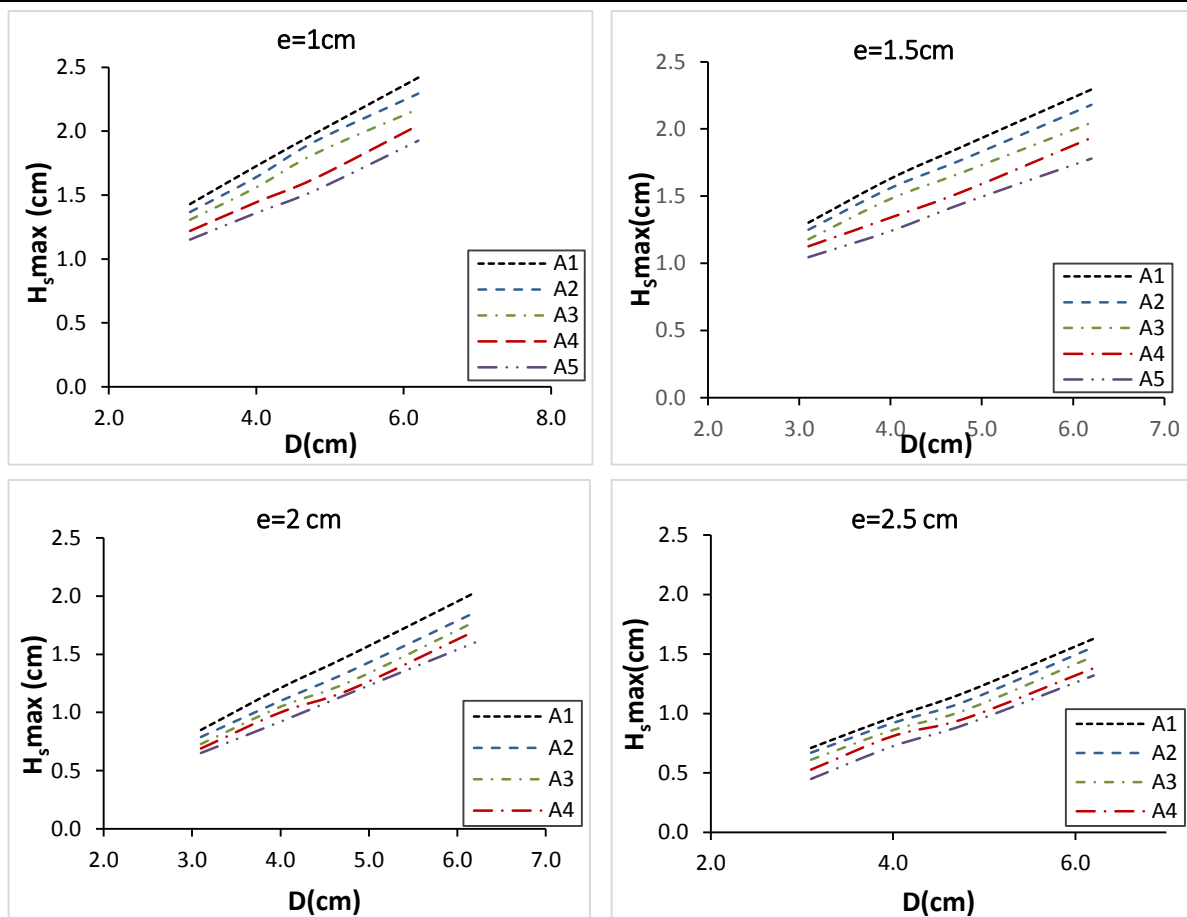 e=1cm
2.5
2.0
1.5
1.0
0.5
0.0
2.0 4.0 6.0 8.0
Hsmax (cm)
D(cm)
A1
A2
A3
A4
A5
e=1.5cm
2.5
2.0
1.5
1.0
0.5
0.0
2.0 3.0 4.0 5.0 6.0 7.0
Hsmax(cm)
D(cm)
A1
A2
A3
A4
A5
e=2 cm
2.5
2.0
1.5
1.0
0.5
0.0
2.0 3.0 4.0 5.0 6.0 7.0
Hsmax (cm)
D(cm)
A1
A2
A3
A4
e=2.5 cm
2.5
2.0
1.5
1.0
0.5
0.0
2.0 4.0 6.0
Hsmax(cm)
D(cm)
A1
A2
A3
A4